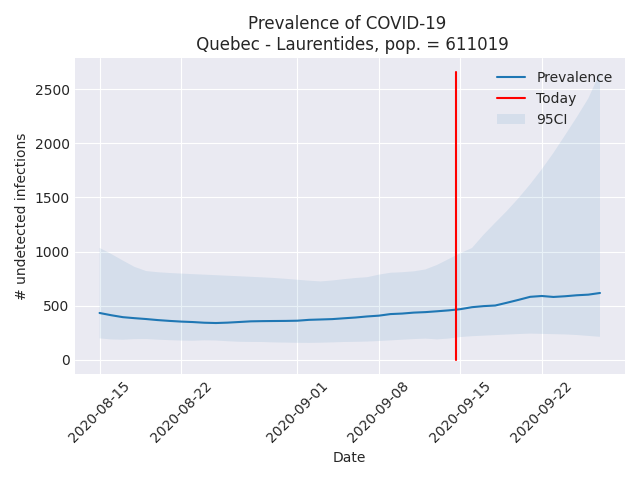 Prevalence of COVID-19
Quebec - Laurentides, pop. = 611019
Prevalence
Today
95CI
2500
2000
1500
1000
500
0
# undetected infections
2020-08-15
2020-08-22
2020-09-01
2020-09-08
2020-09-15
2020-09-22
Date